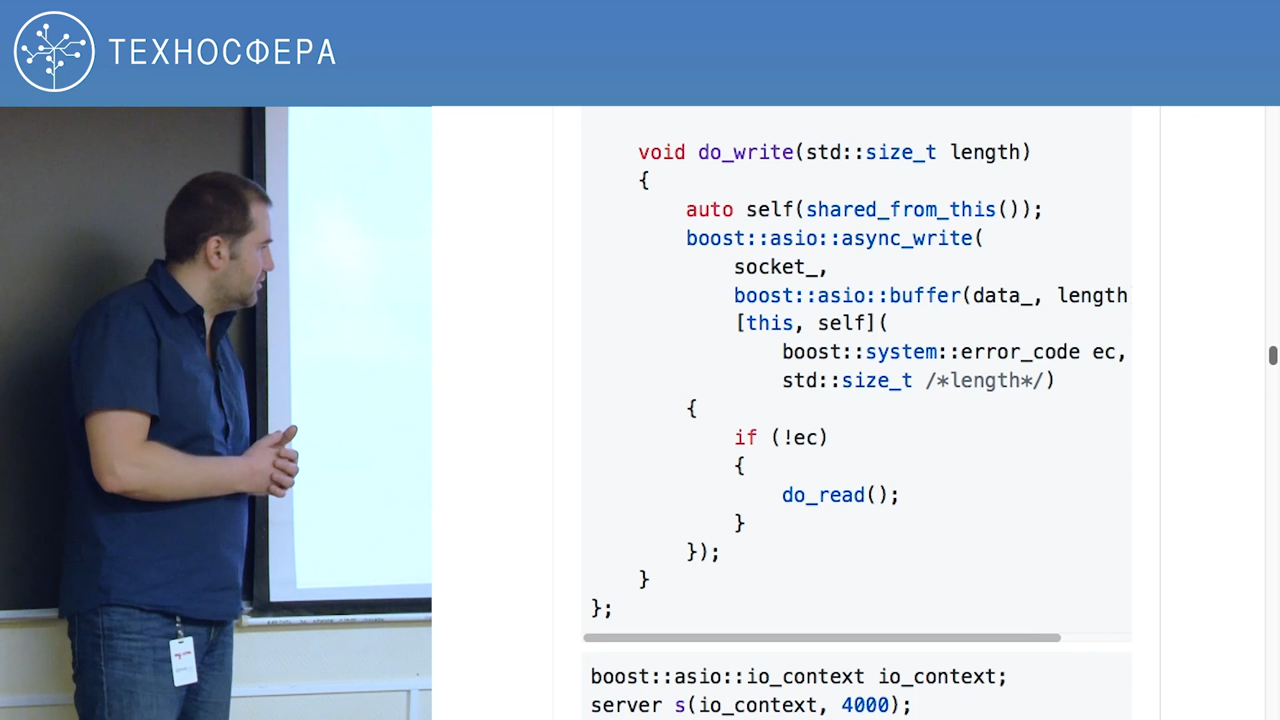 ТЕХНОСФЕРА
void do_write(std::size_t length)
{
auto self(shared_from_this());
boost::asio::async_write(
socket_,
boost::asio::buffer(data_, length
[this, self](
boost::system::error_code ec,
std::size_t /*length*/)
{
if (!ec)
{
do_read();
}
});
}
};
boost::asio::io_context io_context;
server s(io_context, 4000);